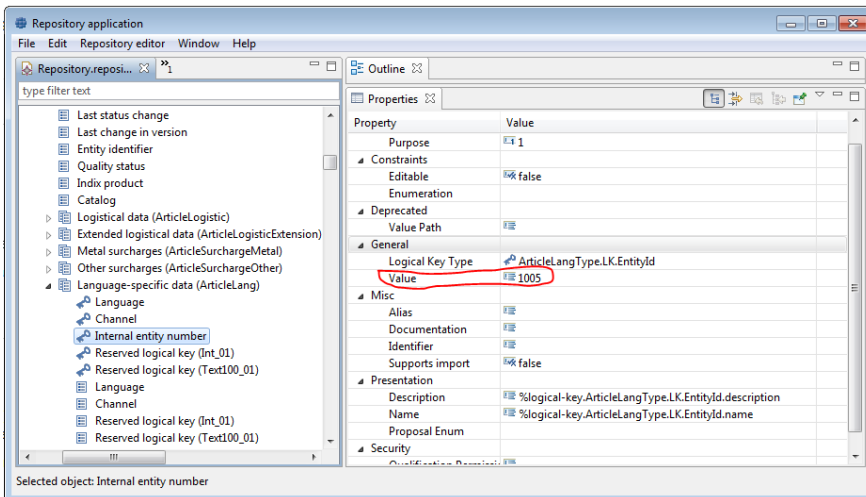 Repository application
File Edit Repository editor Window Help
Repository.reposi... »1
type filter text
Last status change
Last change in version
Entity identifier
Quality status
Indix product
Catalog
Logistical data (ArticleLogistic)
Extended logistical data (ArticleLogisticExtension)
Metal surcharges (ArticleSurchargeMetal)
Other surcharges (ArticleSurchargeOther)
Language-specific data (ArticleLang)
Language
Channel
Internal entity number
Reserved logical key (Int_01)
Reserved logical key (Text100_01)
Language
Channel
Reserved logical key (Int_01)
Reserved logical key (Text100_01)
Outline
Properties
Property Value
Purpose 1
Constraints
Editable false
Enumeration
Deprecated
Value Path
General
Logical Key Type ArticleLangType.LK.EntityId
Value 1005
Misc
Alias
Documentation
Identifier
Supports import false
Presentation
Description %logical-key.ArticleLangType.LK.EntityId.description
Name %logical-key.ArticleLangType.LK.EntityId.name
Proposal Enum
Security
Selected object: Internal entity number